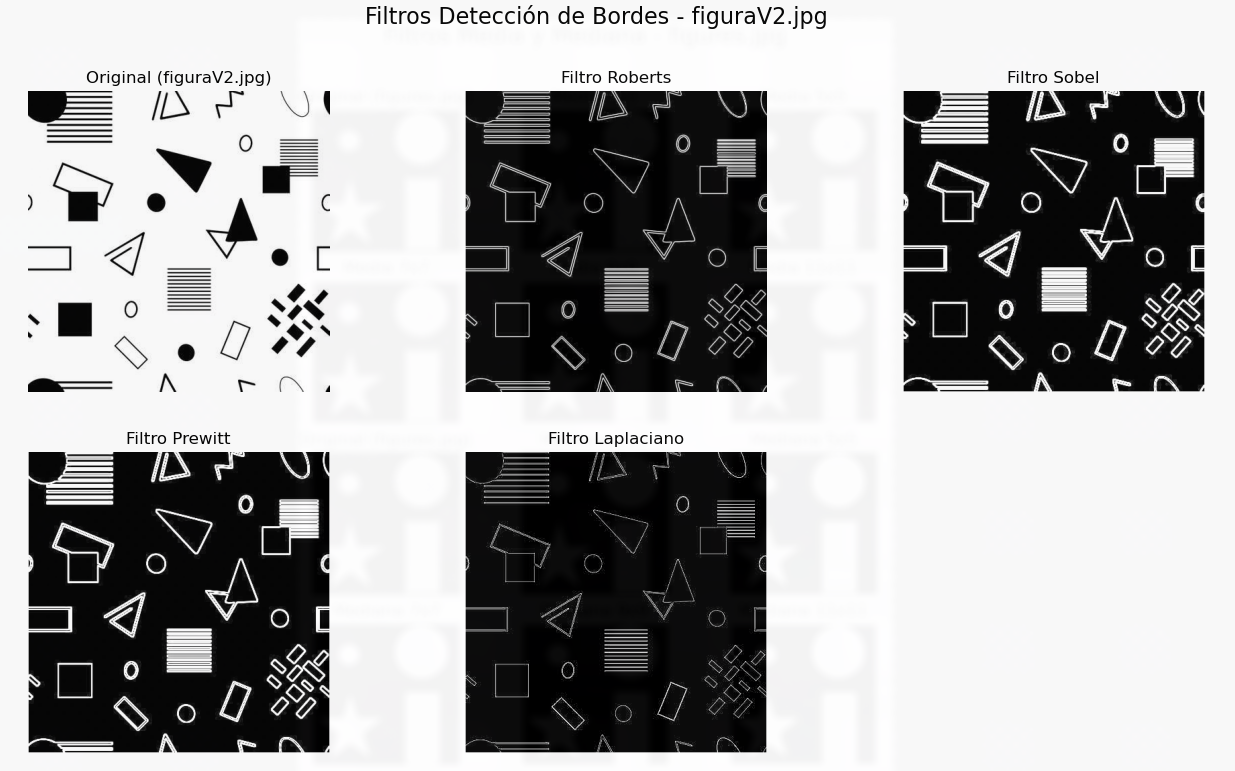 Filtros Detección de Bordes - figuraV2.jpg
Original (figuraV2.jpg)
Filtro Roberts
Filtro Sobel
Filtro Prewitt
Filtro Laplaciano